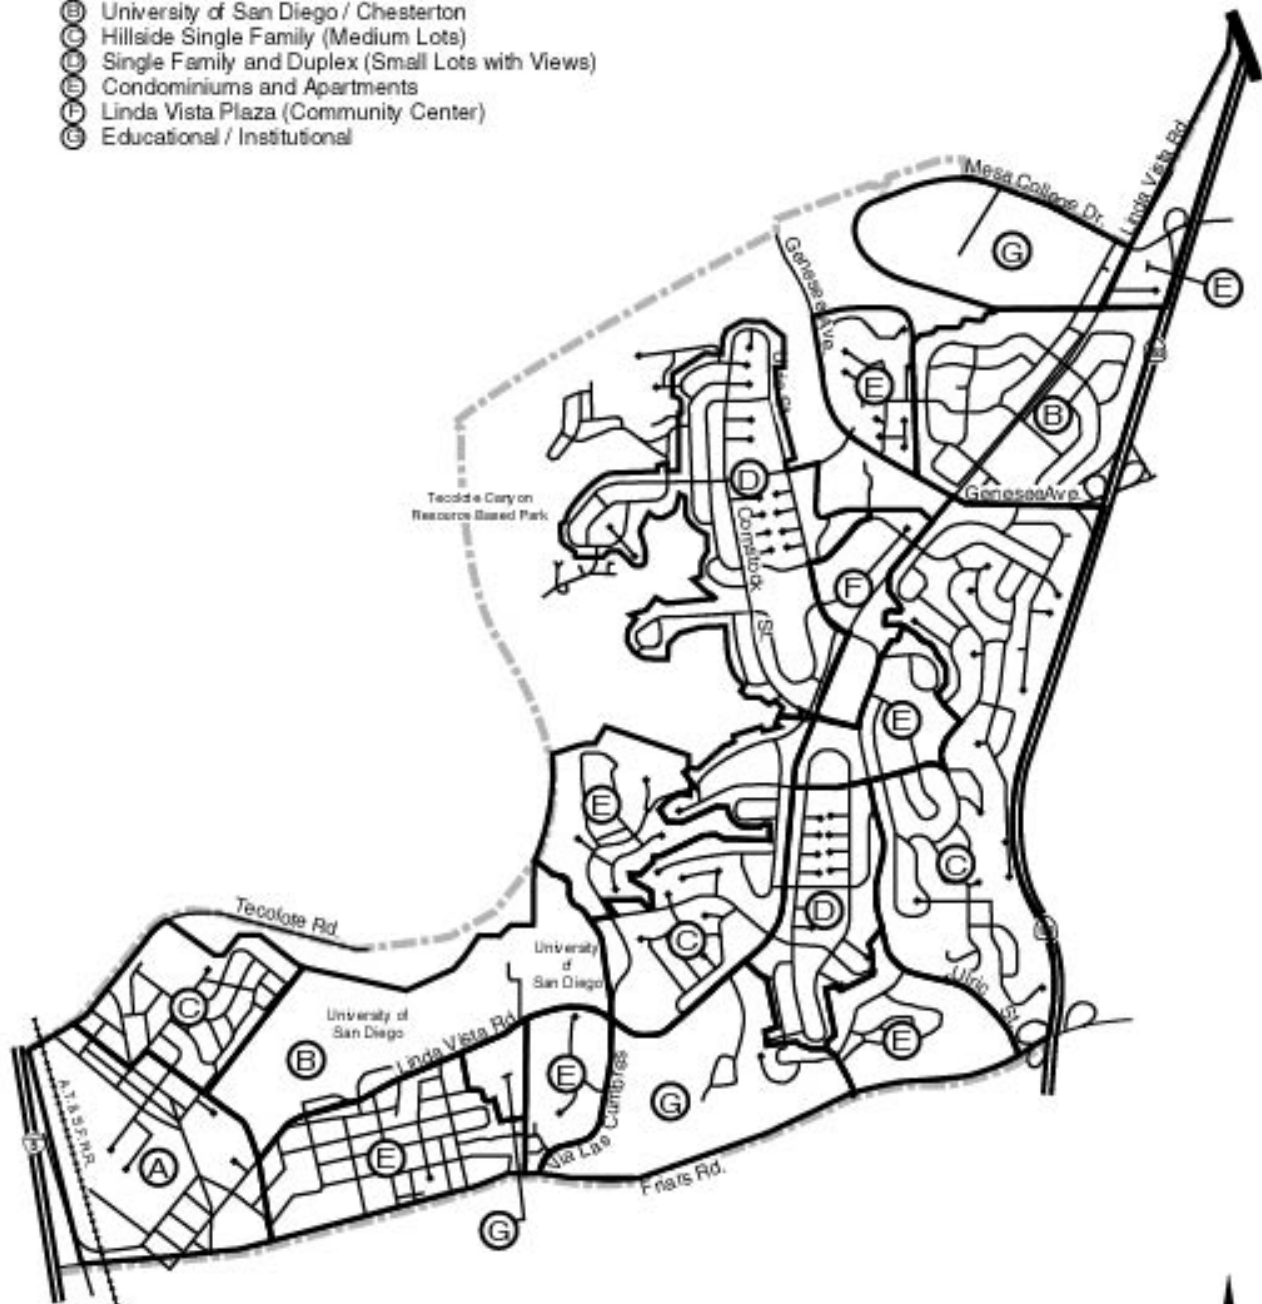 B University of San Diego / Chesterton
C Hillside Single Family (Medium Lots)
D Single Family and Duplex (Small Lots with Views)
E Condominiums and Apartments
F Linda Vista Plaza (Community Center)
G Educational / Institutional
Mesa College Dr.
Linda Vista Rd
G
Genesee Ave.
E
E
B
D
Genesee Ave.
Tecolote Canyon
Resource Based Park
Comstock St.
F
E
E
C
D
Tecolote Rd.
University
of
San Diego
C
Ulric St.
C
University of
San Diego
Linda Vista Rd.
B
E
E
G
Via Las Cumbres
A.T. & S.F. R.R.
A
E
Friars Rd.
G